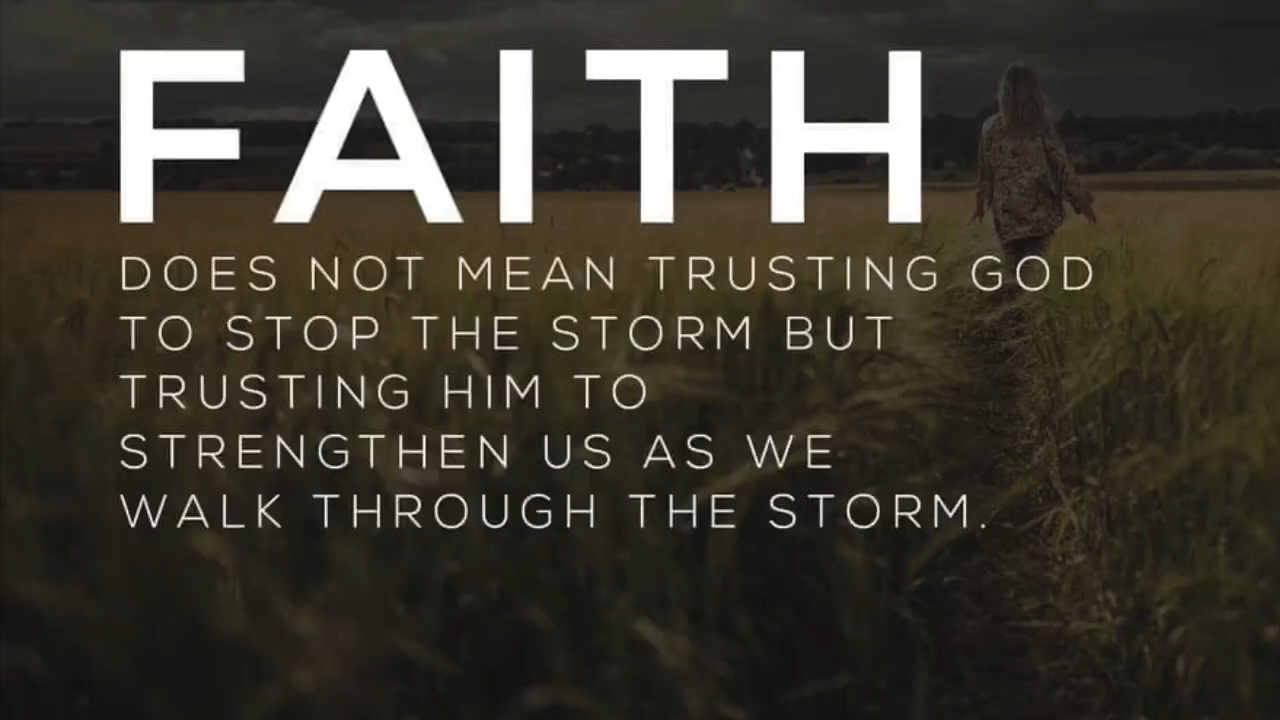 FAITH
DOES NOT MEAN TRUSTING GOD
TO STOP THE STORM BUT
TRUSTING HIM TO
STRENGTHEN US AS WE
WALK THROUGH THE STORM.